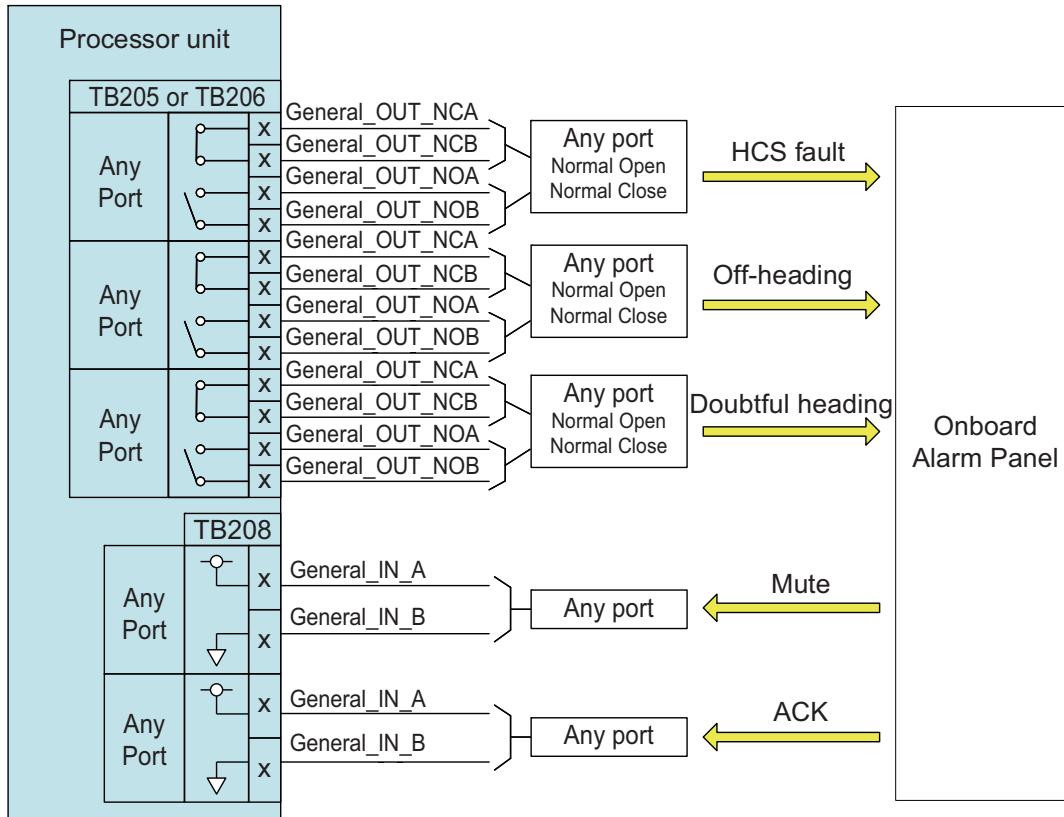 Processor unit
TB205 or TB206
Any
Port
X
General_OUT_NCA
X
General_OUT_NCB
X
General_OUT_NOA
X
General_OUT_NOB
Any port
Normal Open
Normal Close
HCS fault
Any
Port
X
General_OUT_NCA
X
General_OUT_NCB
X
General_OUT_NOA
X
General_OUT_NOB
Any port
Normal Open
Normal Close
Off-heading
Any
Port
X
General_OUT_NCA
X
General_OUT_NCB
X
General_OUT_NOA
X
General_OUT_NOB
Any port
Normal Open
Normal Close
Doubtful heading
Onboard
Alarm Panel
TB208
Any
Port
X
General_IN_A
X
General_IN_B
Any port
Mute
Any
Port
X
General_IN_A
X
General_IN_B
Any port
ACK